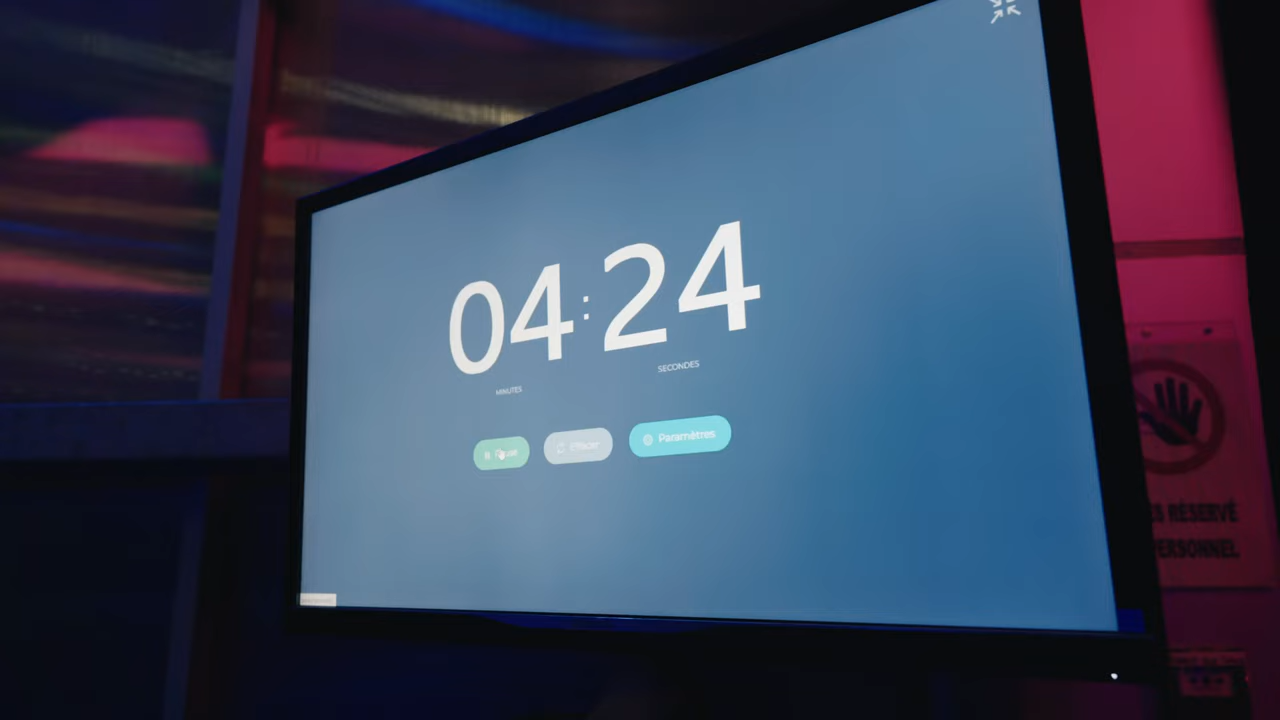 04:24
MINUTES
SECONDES
Effacer
Paramètres
S RÉSERVÉ
PERSONNEL